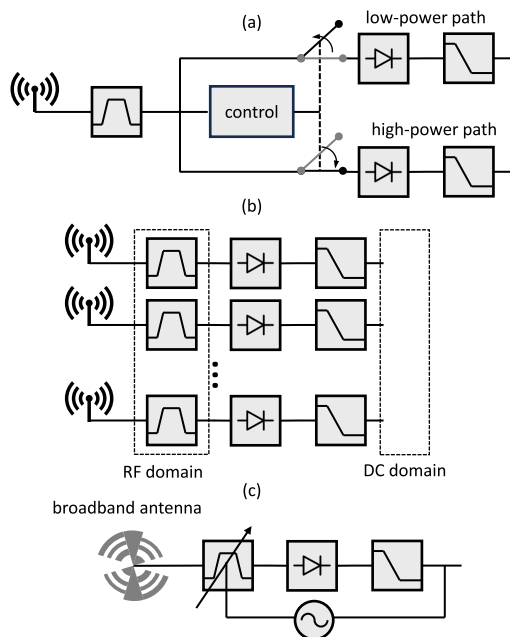 (a)
low-power path
control
high-power path
(b)
RF domain
DC domain
(c)
broadband antenna